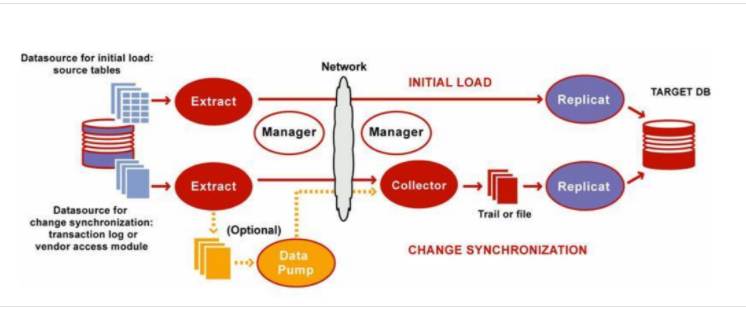 Datasource for initial load:
source tables
Network
INITIAL LOAD
TARGET DB
Extract
Replicat
Manager
Manager
Extract
Collector
Replicat
Trail or file
Datasource for
change synchronization:
transaction log or
vendor access module
(Optional)
Data
Pump
CHANGE SYNCHRONIZATION